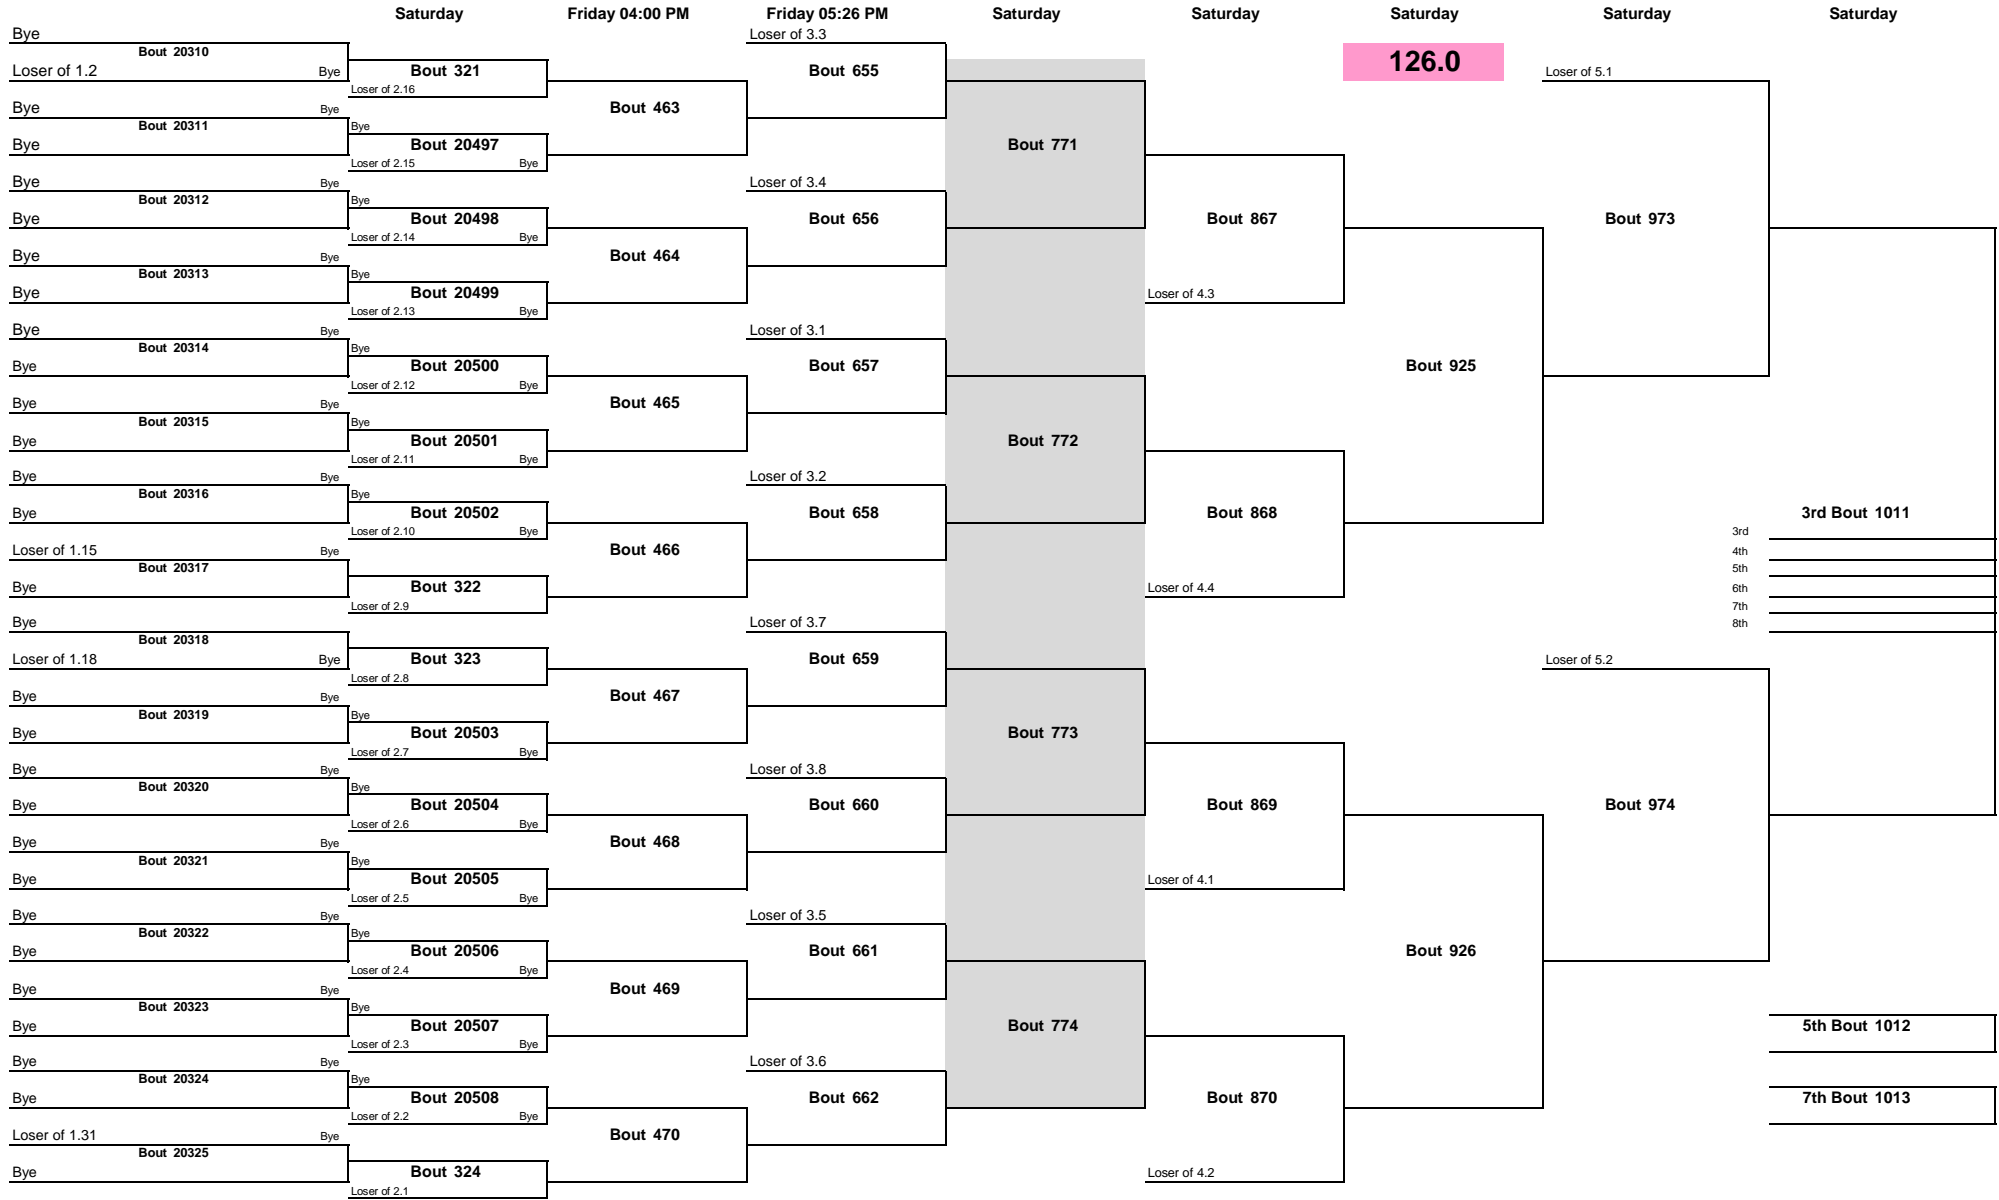 Saturday Friday 04:00 PM Friday 05:26 PM Saturday Saturday Saturday Saturday Saturday
Bye Loser of 3.3
Bout 20310
Loser of 1.2 Bye Bout 321 Bout 655 126.0 Loser of 5.1
Loser of 2.16
Bye Bye Bout 463
Bout 20311 Bye
Bye Bout 20497 Bout 771
Loser of 2.15 Bye
Bye Bye Loser of 3.4
Bout 20312 Bye
Bye Bout 20498 Bout 656 Bout 867 Bout 973
Loser of 2.14 Bye
Bye Bye Bout 464
Bout 20313 Bye
Bye Bout 20499 Loser of 4.3
Loser of 2.13 Bye
Bye Bye Loser of 3.1
Bout 20314 Bye
Bye Bout 20500 Bout 657 Bout 925
Loser of 2.12 Bye
Bye Bye Bout 465
Bout 20315 Bye
Bye Bout 20501 Bout 772
Loser of 2.11 Bye
Bye Bye Loser of 3.2
Bout 20316 Bye
Bye Bout 20502 Bout 658 Bout 868 3rd Bout 1011
Loser of 2.10 Bye 3rd
Loser of 1.15 Bye Bout 466 4th
Bout 20317 5th
Bye Bout 322 Loser of 4.4 6th
Loser of 2.9 7th
Bye Loser of 3.7 8th
Bout 20318
Loser of 1.18 Bye Bout 323 Bout 659 Loser of 5.2
Loser of 2.8
Bye Bye Bout 467
Bout 20319 Bye
Bye Bout 20503 Bout 773
Loser of 2.7 Bye
Bye Bye Loser of 3.8
Bout 20320 Bye
Bye Bout 20504 Bout 660 Bout 869 Bout 974
Loser of 2.6 Bye
Bye Bye Bout 468
Bout 20321 Bye
Bye Bout 20505 Loser of 4.1
Loser of 2.5 Bye
Bye Bye Loser of 3.5
Bout 20322 Bye
Bye Bout 20506 Bout 661 Bout 926
Loser of 2.4 Bye
Bye Bye Bout 469
Bout 20323 Bye
Bye Bout 20507 Bout 774 5th Bout 1012
Loser of 2.3 Bye
Bye Bye Loser of 3.6
Bout 20324 Bye
Bye Bout 20508 Bout 662 Bout 870 7th Bout 1013
Loser of 2.2 Bye
Loser of 1.31 Bye Bout 470
Bout 20325
Bye Bout 324 Loser of 4.2
Loser of 2.1